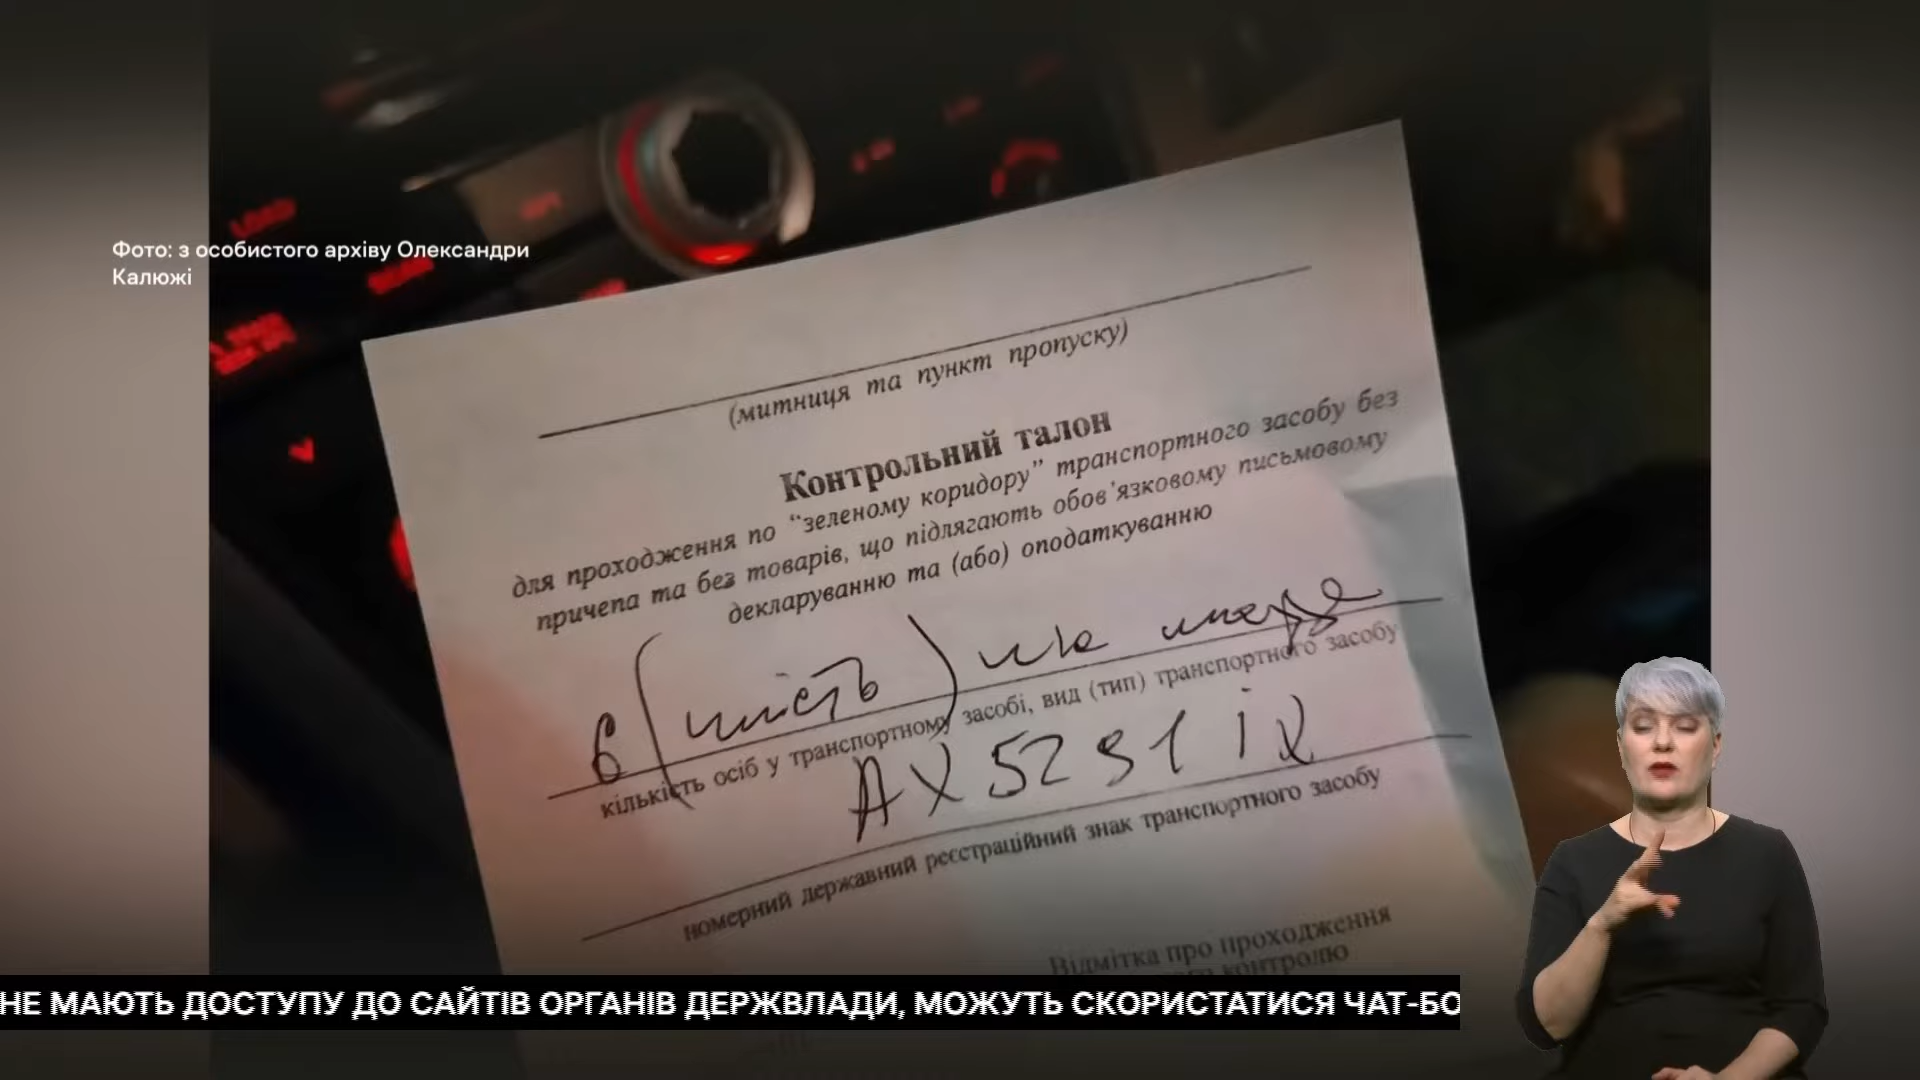 Фото: з особистого архіву Олександри
Калюжі
(митниця та пункт пропуску)
Контрольний талон
для проходження по “зеленому коридору” транспортного засобу без
причепа та без товарів, що підлягають обов'язковому письмовому
декларуванню та (або) оподаткуванню
6 (шість)
кількість осіб у транспортному засобі, вид (тип) транспортного засобу
АХ 5231
номерний державний реєстраційний знак транспортного засобу
Відмітка про проходження
контролю
НЕ МАЮТЬ ДОСТУПУ ДО САЙТІВ ОРГАНІВ ДЕРЖВЛАДИ, МОЖУТЬ СКОРИСТАТИСЯ ЧАТ-БО